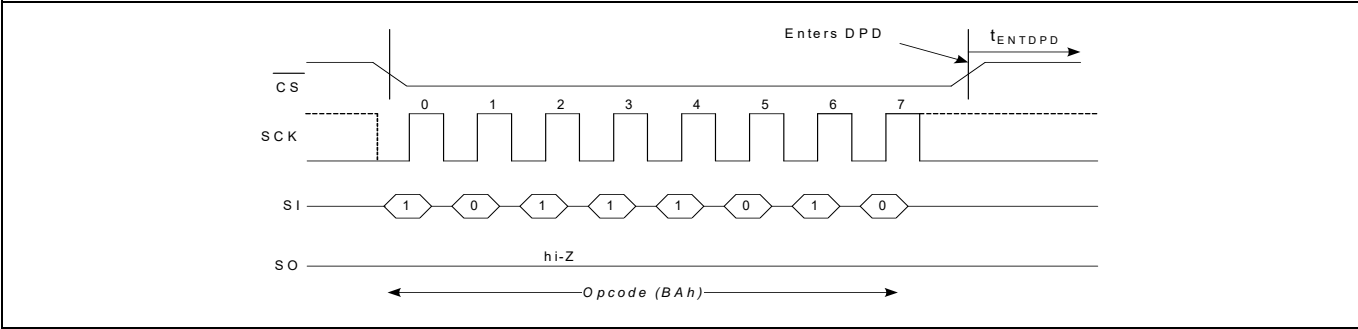 Enters DPD
tENTDPD
CS
0 1 2 3 4 5 6 7
SCK
SI 1 0 1 1 1 0 1 0
hi-Z
SO
Opcode (BAh)